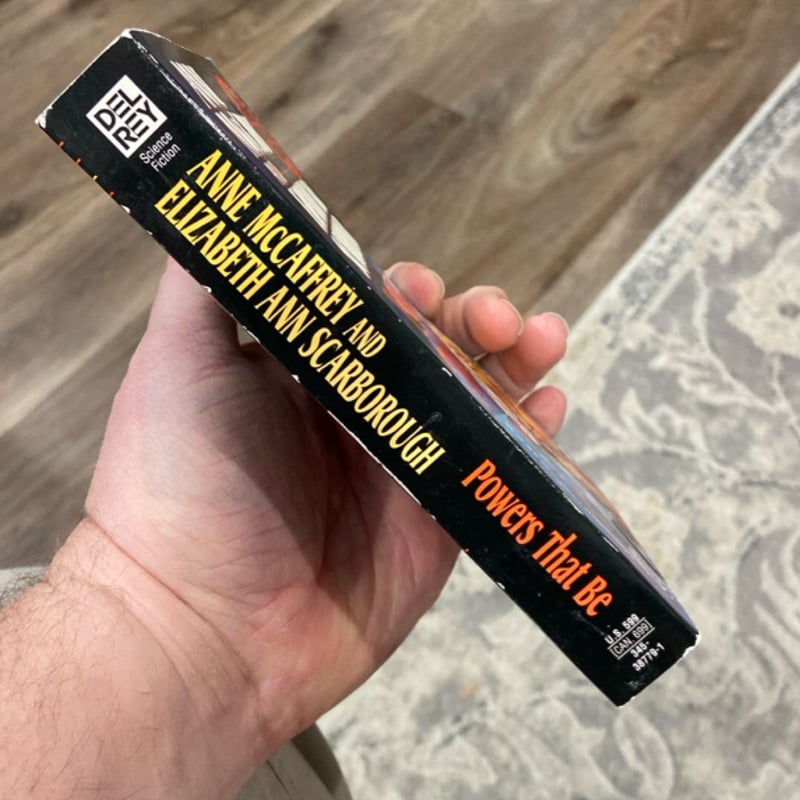 DEL
REY
Science
Fiction
ANNE McCAFFREY AND
ELIZABETH ANN SCARBOROUGH
Powers That Be
U.S. 599
CAN. 699
345-
38779-1